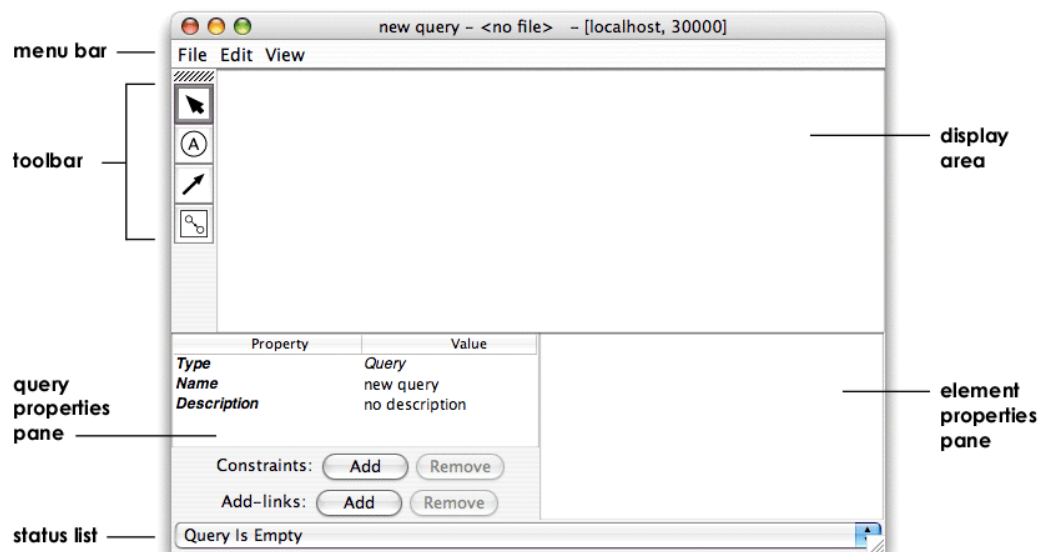 new query – <no file> – [localhost, 30000]
menu bar
File Edit View
A
toolbar
display
area
Property Value
Type Query
Name new query
Description no description
query
properties
pane
element
properties
pane
Constraints: Add Remove
Add-links: Add Remove
status list
Query Is Empty